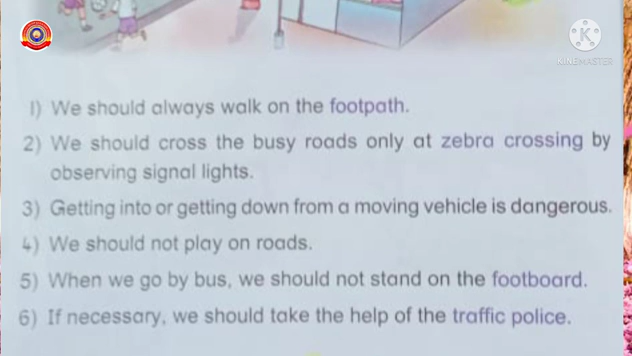 KINEMASTER
1) We should always walk on the footpath.
2) We should cross the busy roads only at zebra crossing by
observing signal lights.
3) Getting into or getting down from a moving vehicle is dangerous.
4) We should not play on roads.
5) When we go by bus, we should not stand on the footboard.
6) If necessary, we should take the help of the traffic police.